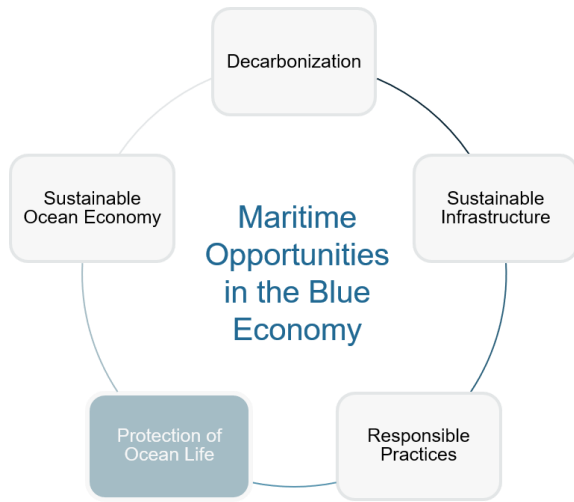 Decarbonization
Sustainable
Ocean Economy
Sustainable
Infrastructure
Maritime
Opportunities
in the Blue
Economy
Protection of
Ocean Life
Responsible
Practices